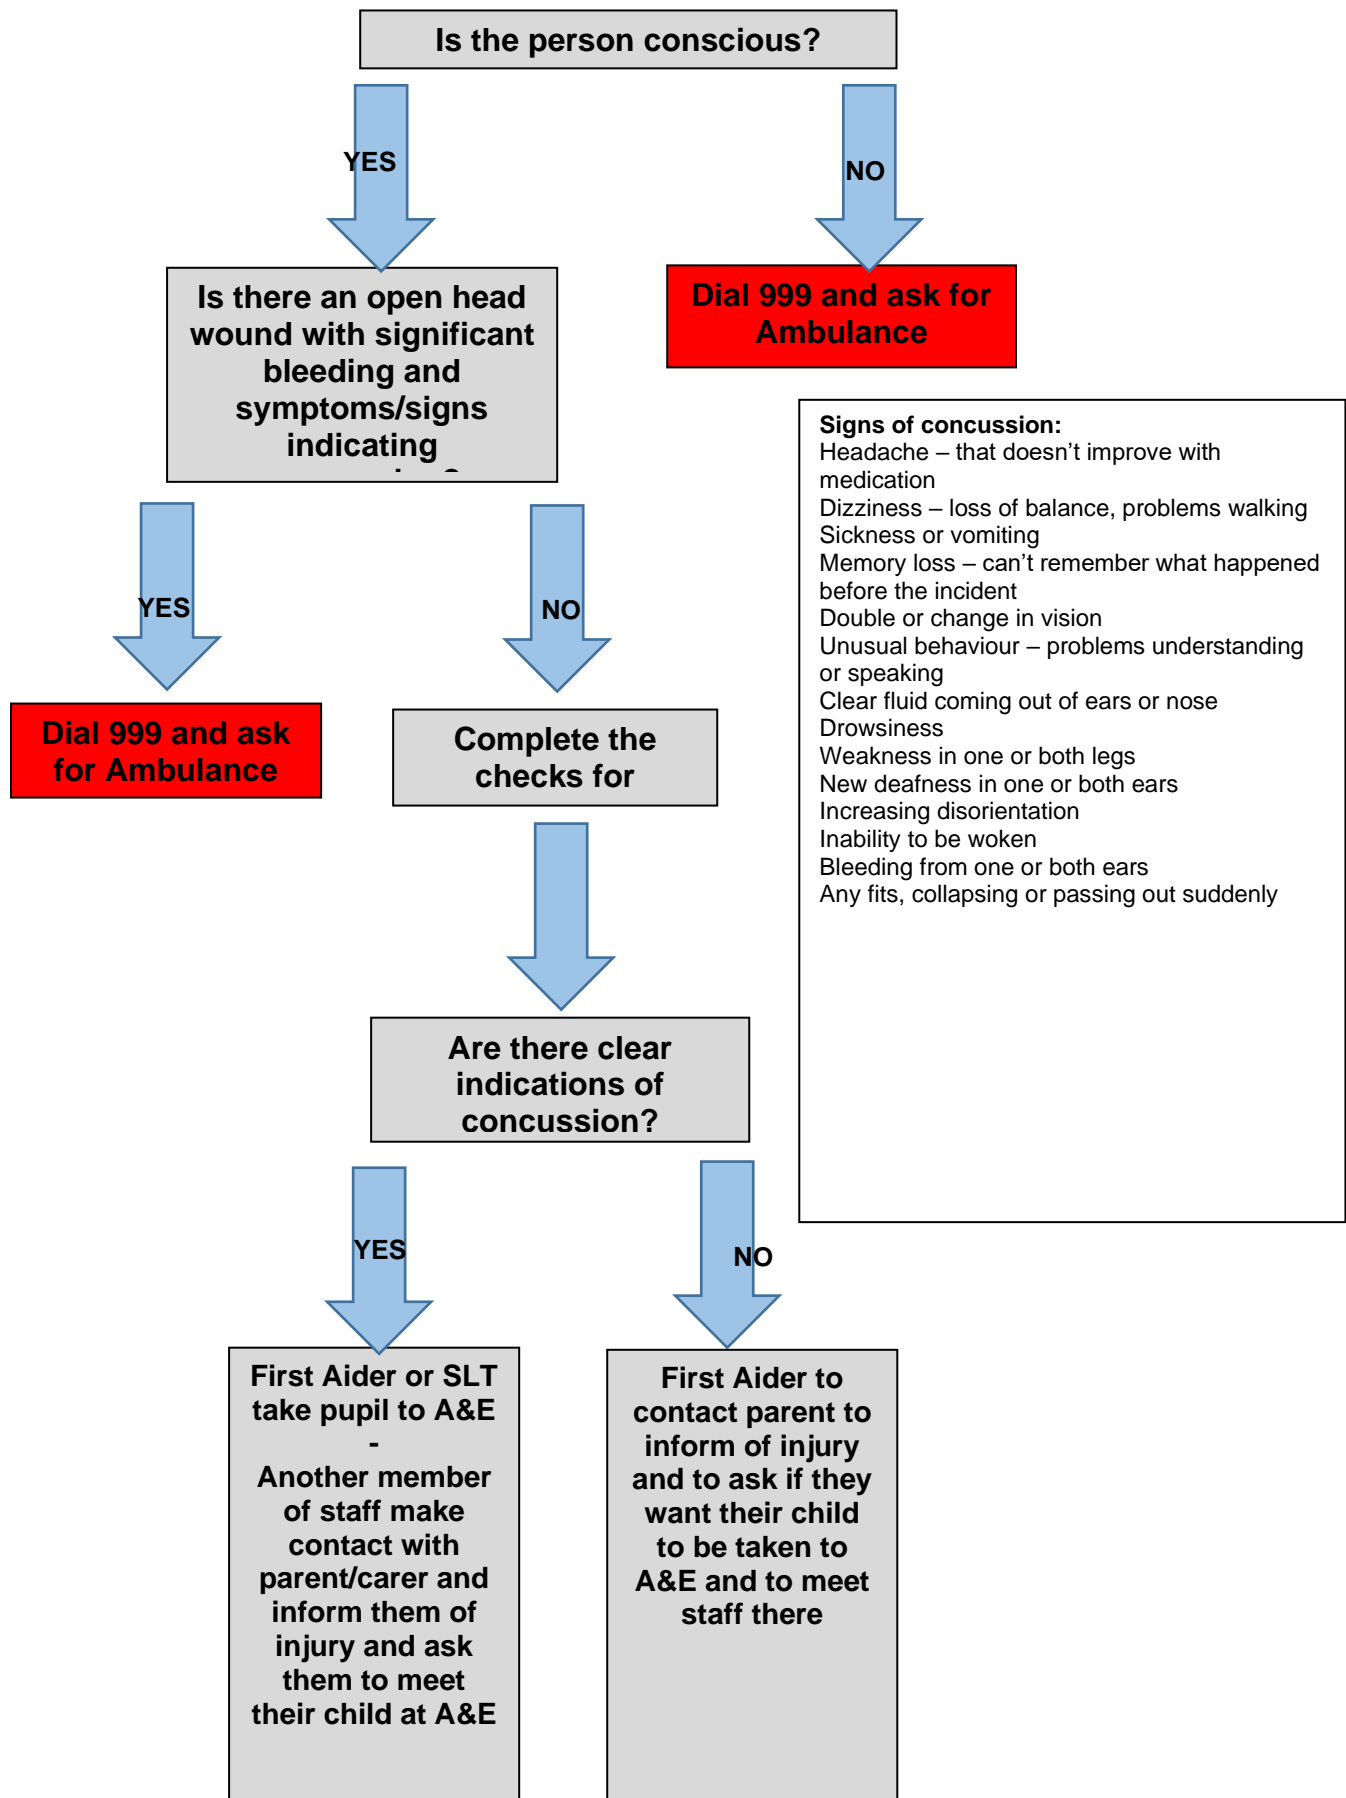 Is the person conscious?
YES
NO
Is there an open head
wound with significant
bleeding and
symptoms/signs
indicating
Dial 999 and ask for
Ambulance
Signs of concussion:
Headache – that doesn’t improve with
medication
Dizziness – loss of balance, problems walking
Sickness or vomiting
Memory loss – can’t remember what happened
before the incident
Double or change in vision
Unusual behaviour – problems understanding
or speaking
Clear fluid coming out of ears or nose
Drowsiness
Weakness in one or both legs
New deafness in one or both ears
Increasing disorientation
Inability to be woken
Bleeding from one or both ears
Any fits, collapsing or passing out suddenly
YES
NO
Dial 999 and ask
for Ambulance
Complete the
checks for
Are there clear
indications of
concussion?
YES
NO
First Aider or SLT
take pupil to A&E
-
Another member
of staff make
contact with
parent/carer and
inform them of
injury and ask
them to meet
their child at A&E
First Aider to
contact parent to
inform of injury
and to ask if they
want their child
to be taken to
A&E and to meet
staff there